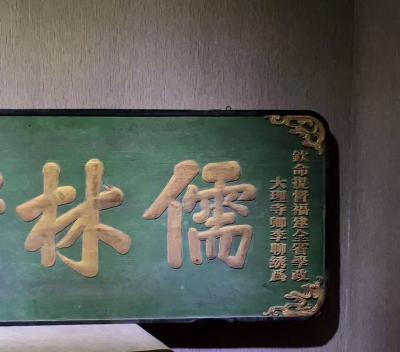 欽命提督福建全省學政
大理寺卿李聯琇爲
儒林